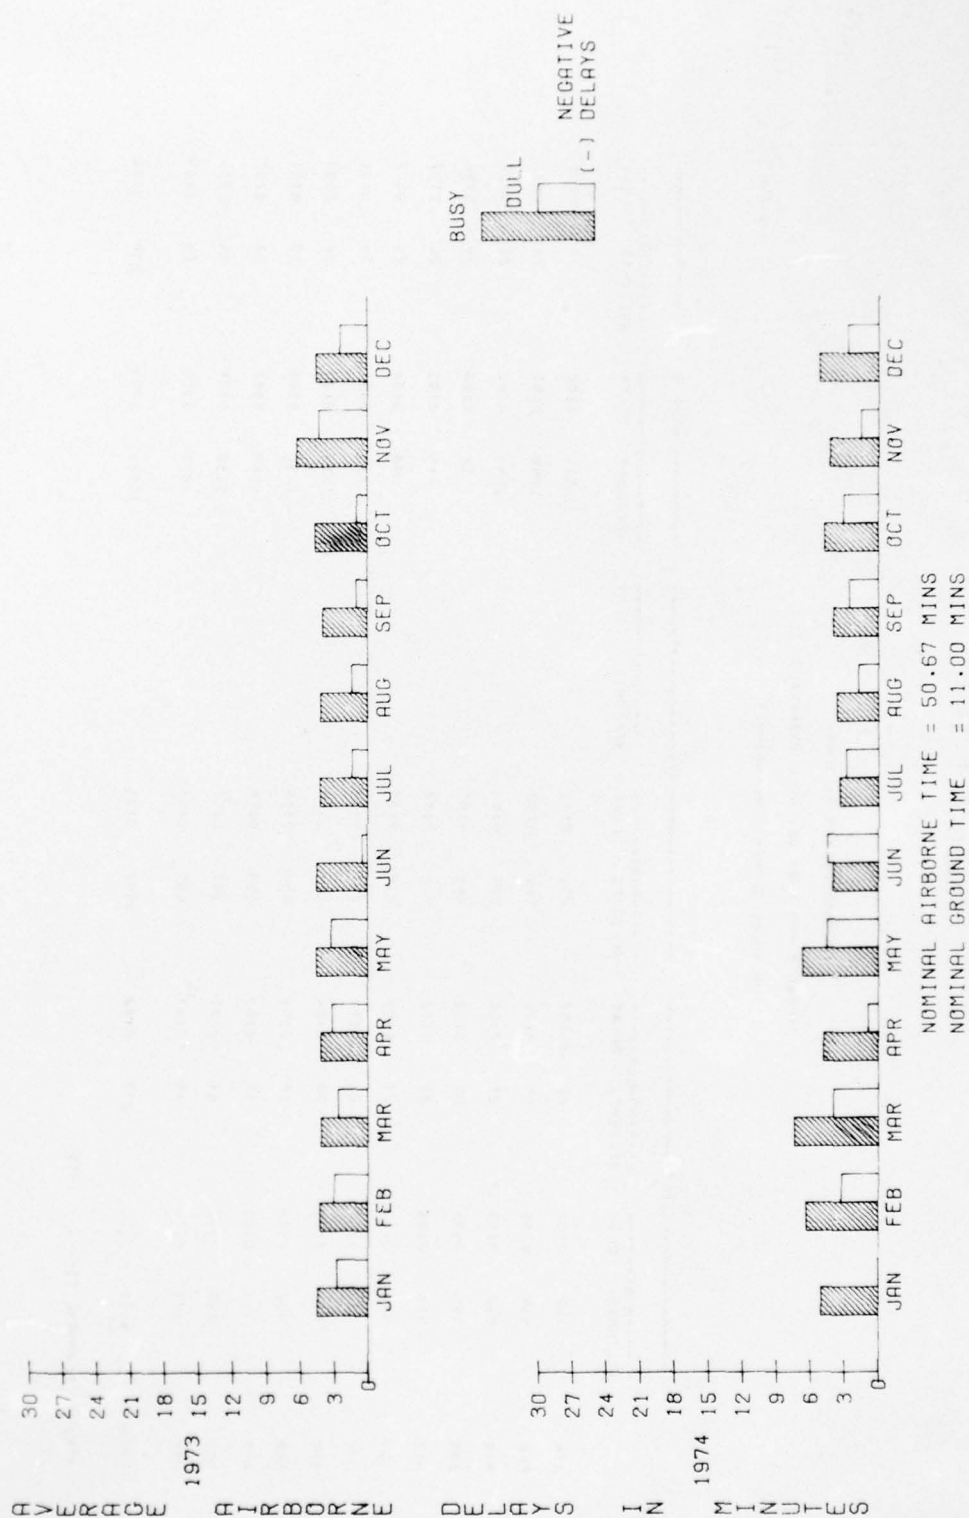 AVERAGE AIRBORNE DELAYS IN MINUTES
1973
30
27
24
21
18
15
12
9
6
3
0
JAN FEB MAR APR MAY JUN JUL AUG SEP OCT NOV DEC
BUSY
DULL
NEGATIVE
(-) DELAYS
1974
30
27
24
21
18
15
12
9
6
3
0
JAN FEB MAR APR MAY JUN JUL AUG SEP OCT NOV DEC
NOMINAL AIRBORNE TIME = 50.67 MINS
NOMINAL GROUND TIME = 11.00 MINS